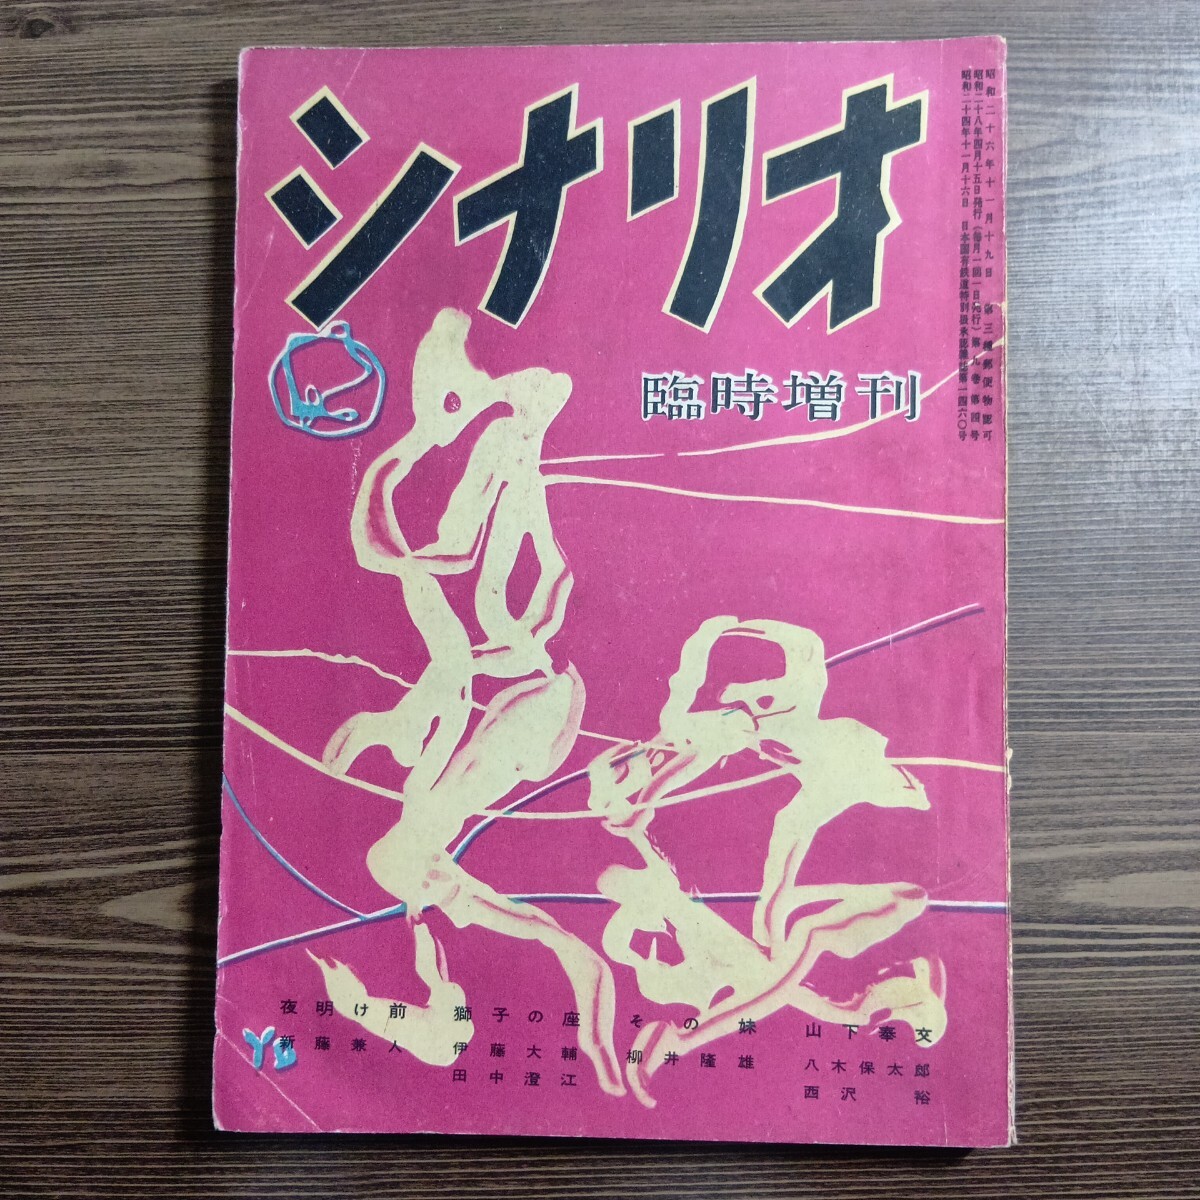 シナリオ
臨時増刊
昭和二十六年十一月十九日 第三種郵便物認可
昭和二十八年四月十五日発行(毎月一回一日発行)第九巻第四号
昭和二十四年十一月十六日 日本国有鉄道特別扱承認雑誌第一四六〇号
夜明け前
新藤兼人
獅子の座
伊藤大輔
田中澄江
その妹
柳井隆雄
山下奉文
八木保太郎
西沢裕